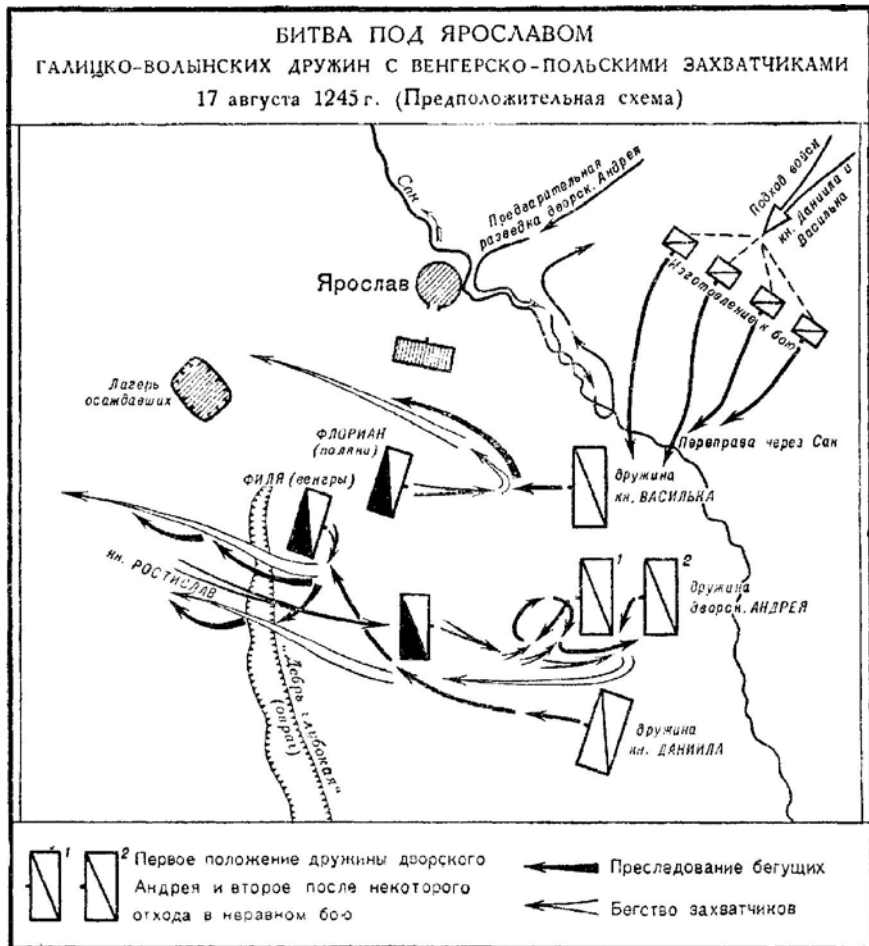 БИТВА ПОД ЯРОСЛАВОМ
ГАЛИЦКО-ВОЛЫНСКИХ ДРУЖИН С ВЕНГЕРСКО-ПОЛЬСКИМИ ЗАХВАТЧИКАМИ
17 августа 1245 г. (Предположительная схема)
Сан
Предварительная
разведка дворск. Андрея
Подход войск
кн. Даниила и
Василька
Изготовление к бою
Ярослав
Лагерь
осаждавших
Переправа через Сан
ФЛОРИАН
(поляки)
ФИЛЯ (венгры)
дружина
кн. ВАСИЛЬКА
кн. РОСТИСЛАВ
1
2
дружина
дворск. АНДРЕЯ
"Дебрь глубокая"
(овраг)
дружина
кн. ДАНИИЛА
1
2
Первое положение дружины дворского
Андрея и второе после некоторого
отхода в неравном бою
Преследование бегущих
Бегство захватчиков